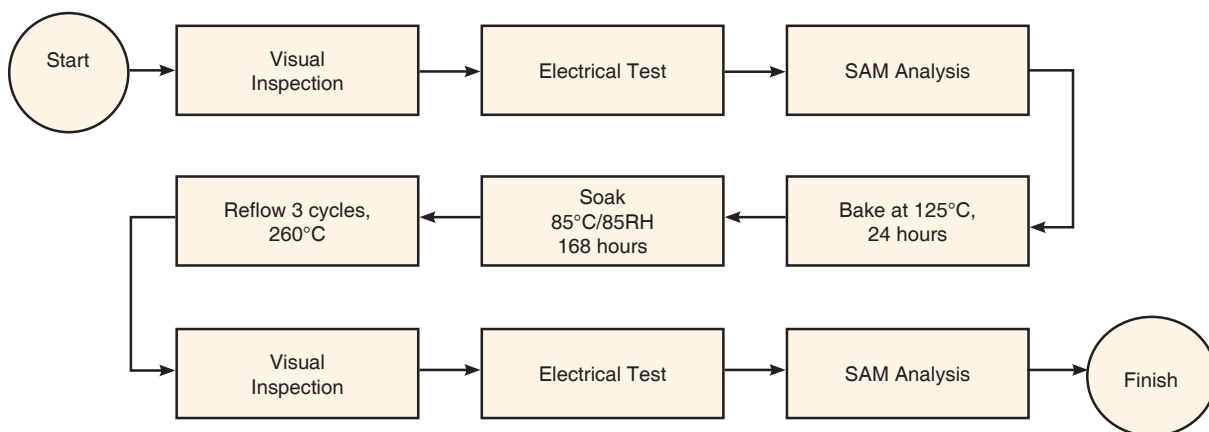 Start
Visual
Inspection
Electrical Test
SAM Analysis
Bake at 125°C,
24 hours
Soak
85°C/85RH
168 hours
Reflow 3 cycles,
260°C
Visual
Inspection
Electrical Test
SAM Analysis
Finish